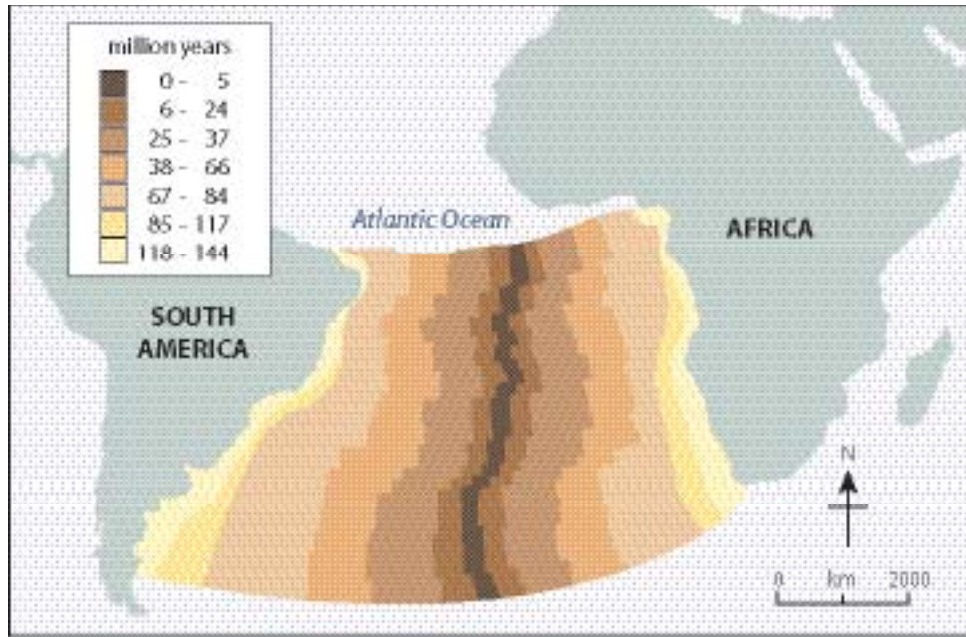 million years
0 - 5
6 - 24
25 - 37
38 - 66
67 - 84
85 - 117
118 - 144
Atlantic Ocean
AFRICA
SOUTH
AMERICA
N
0 km 2000